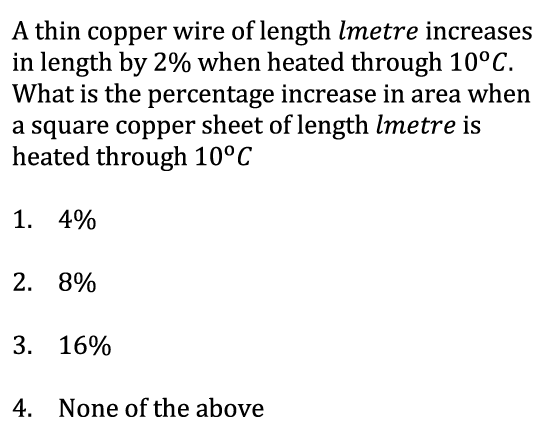 A thin copper wire of length lmetre increases
in length by 2% when heated through 10°C.
What is the percentage increase in area when
a square copper sheet of length lmetre is
heated through 10°C
1. 4%
2. 8%
3. 16%
4. None of the above